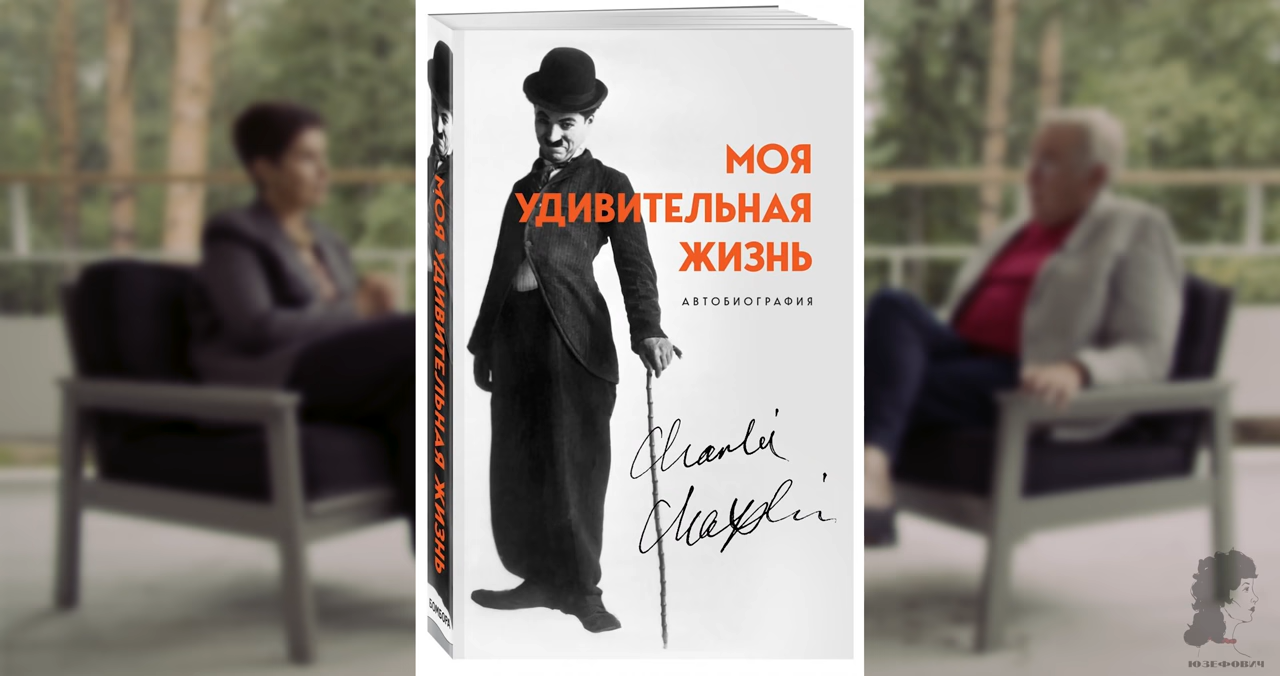 МОЯ
УДИВИТЕЛЬНАЯ
ЖИЗНЬ
АВТОБИОГРАФИЯ
Charlie
Chaplin
МОЯ УДИВИТЕЛЬНАЯ ЖИЗНЬ
БОМБОРА
ЮЗЕФОВИЧ